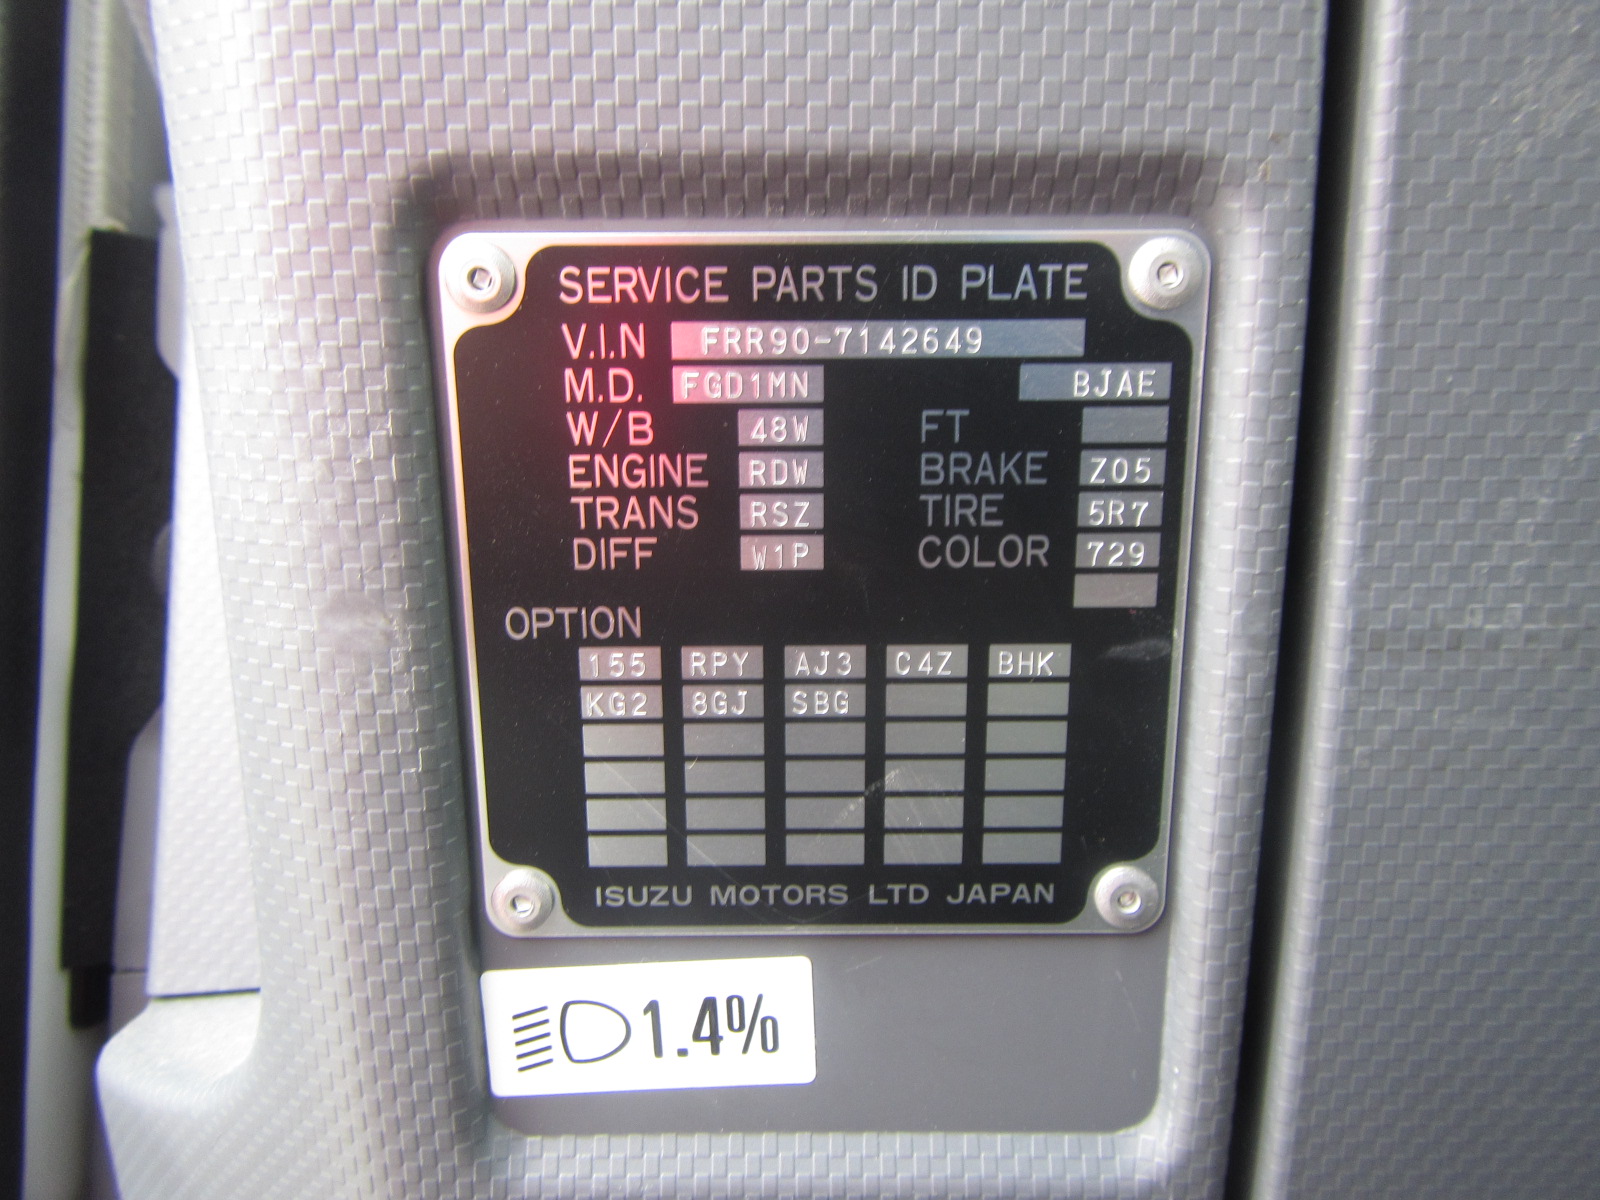 SERVICE PARTS ID PLATE
V.I.N FRR90-7142649
M.D. FGD1MN BJAE
W/B 48W FT
ENGINE RDW BRAKE Z05
TRANS RSZ TIRE 5R7
DIFF W1P COLOR 729
OPTION
155 RPY AJ3 C4Z BHK
KG2 8GJ SBG
ISUZU MOTORS LTD JAPAN
1.4%